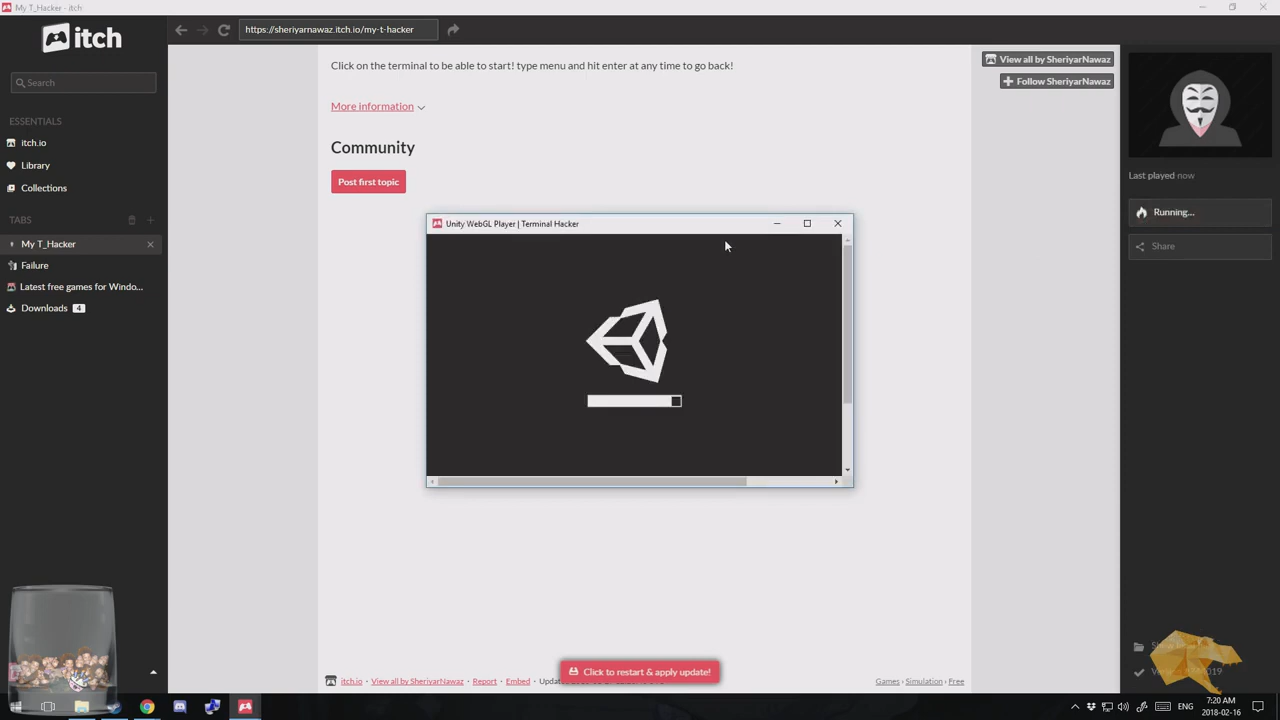 My T_Hacker - itch
itch
https://sheriyarnawaz.itch.io/my-t-hacker
Search
ESSENTIALS
itch.io
Library
Collections
TABS
My T_Hacker
Failure
Latest free games for Windo...
Downloads 4
Click on the terminal to be able to start! type menu and hit enter at any time to go back!
More information
Community
Post first topic
View all by SheriyarNawaz
Follow SheriyarNawaz
Unity WebGL Player | Terminal Hacker
Last played now
Running...
Share
Click to restart & apply update!
itch.io
View all by SheriyarNawaz
Report
Embed
Games
Simulation
Free
ENG
7:20 AM
2018-02-16